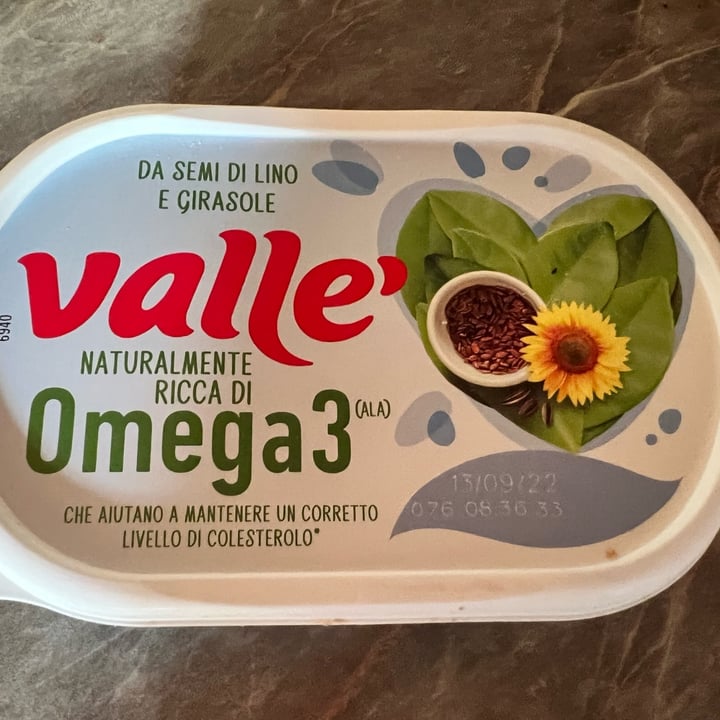 DA SEMI DI LINO
E GIRASOLE
valle'
NATURALMENTE
RICCA DI
Omega3 (ALA)
CHE AIUTANO A MANTENERE UN CORRETTO
LIVELLO DI COLESTEROLO*
13/09/22
076 08:36 33
6940